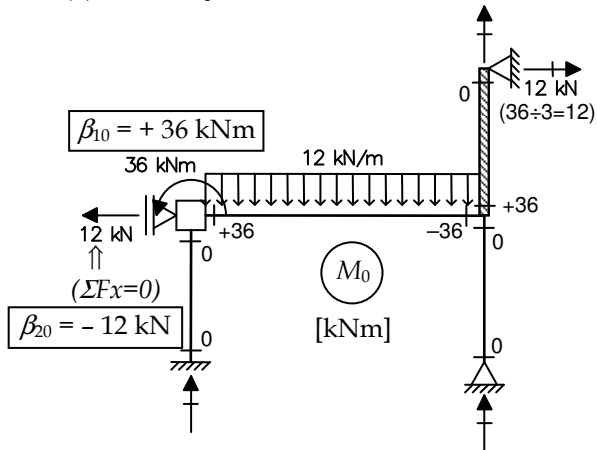 0
12 kN
(36÷3=12)
β10 = + 36 kNm
36 kNm
12 kN/m
+36
12 kN
+36
−36
0
0
⇑
(ΣFx=0)
M0
β20 = − 12 kN
[kNm]
0
0